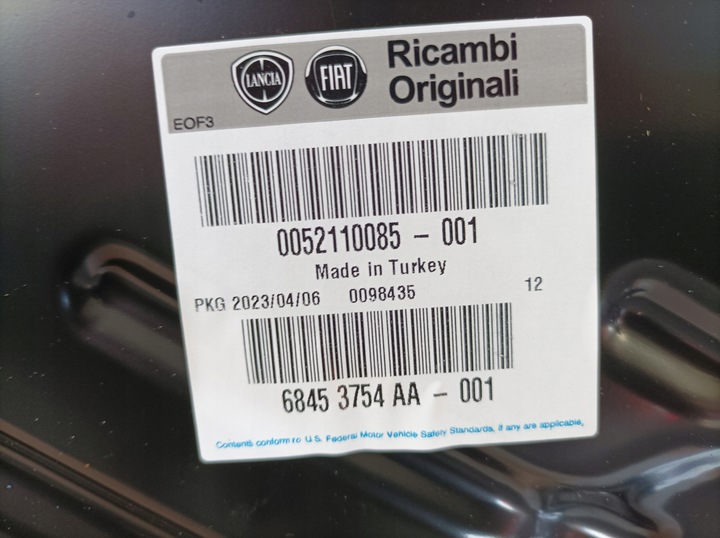 LANCIA
FIAT
Ricambi
Originali
EOF3
0052110085 - 001
Made in Turkey
PKG 2023/04/06 0098435 12
6845 3754 AA - 001
Contents conform to U.S. Federal Motor Vehicle Safety Standards, if any are applicable.